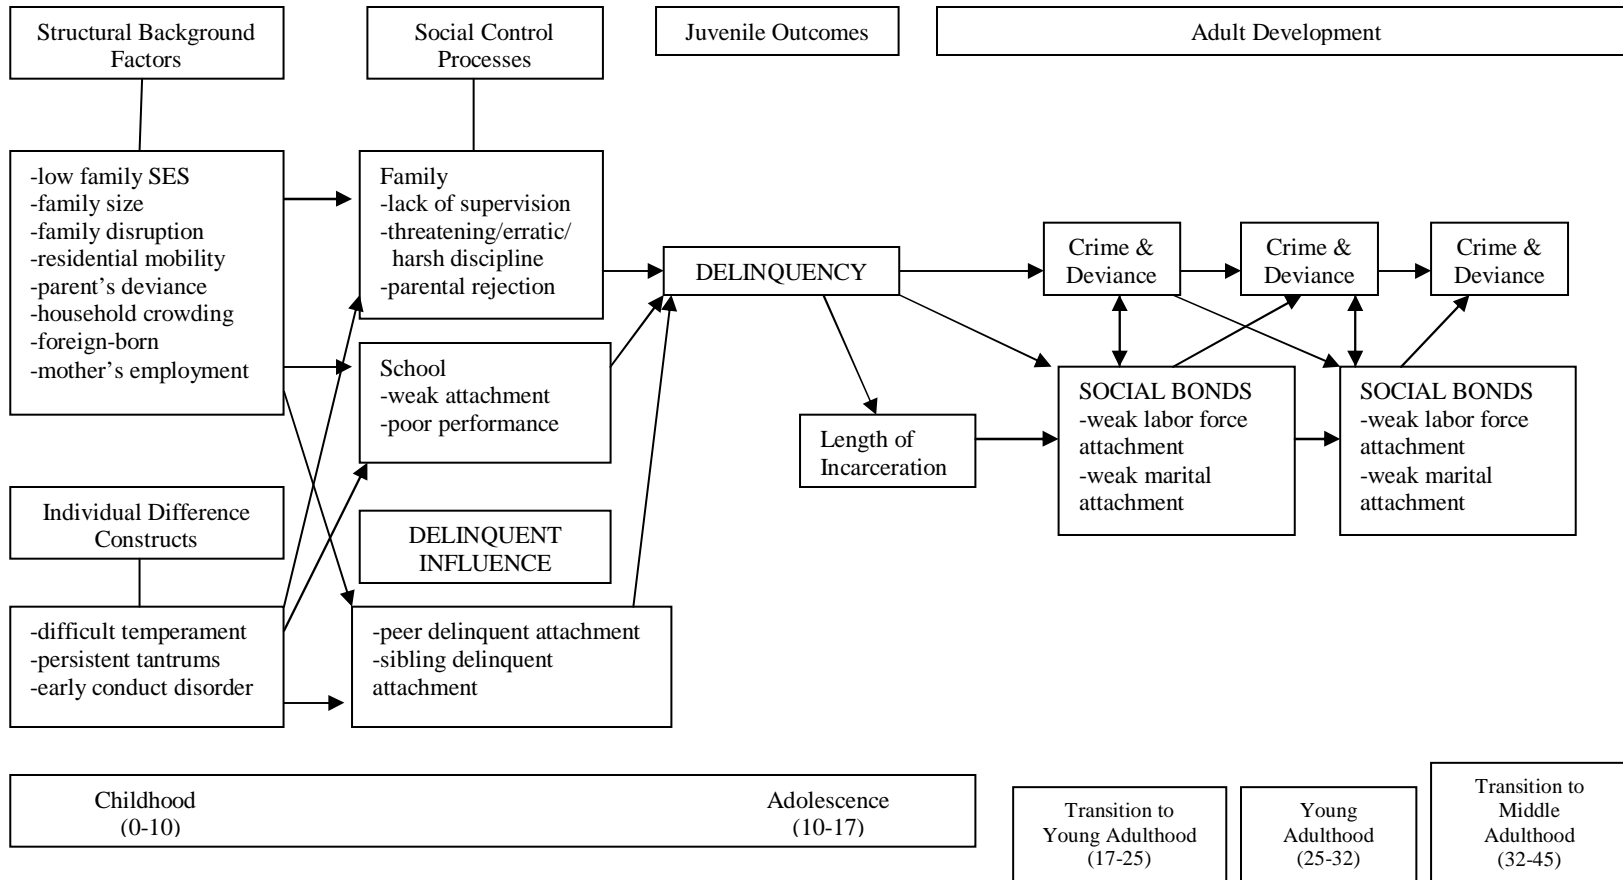 Structural Background
Factors
Social Control
Processes
Juvenile Outcomes
Adult Development
-low family SES
-family size
-family disruption
-residential mobility
-parent's deviance
-household crowding
-foreign-born
-mother's employment
Family
-lack of supervision
-threatening/erratic/
harsh discipline
-parental rejection
DELINQUENCY
Crime &
Deviance
Crime &
Deviance
Crime &
Deviance
School
-weak attachment
-poor performance
Length of
Incarceration
SOCIAL BONDS
-weak labor force
attachment
-weak marital
attachment
SOCIAL BONDS
-weak labor force
attachment
-weak marital
attachment
Individual Difference
Constructs
DELINQUENT
INFLUENCE
-difficult temperament
-persistent tantrums
-early conduct disorder
-peer delinquent attachment
-sibling delinquent
attachment
Childhood
(0-10)
Adolescence
(10-17)
Transition to
Young Adulthood
(17-25)
Young
Adulthood
(25-32)
Transition to
Middle
Adulthood
(32-45)